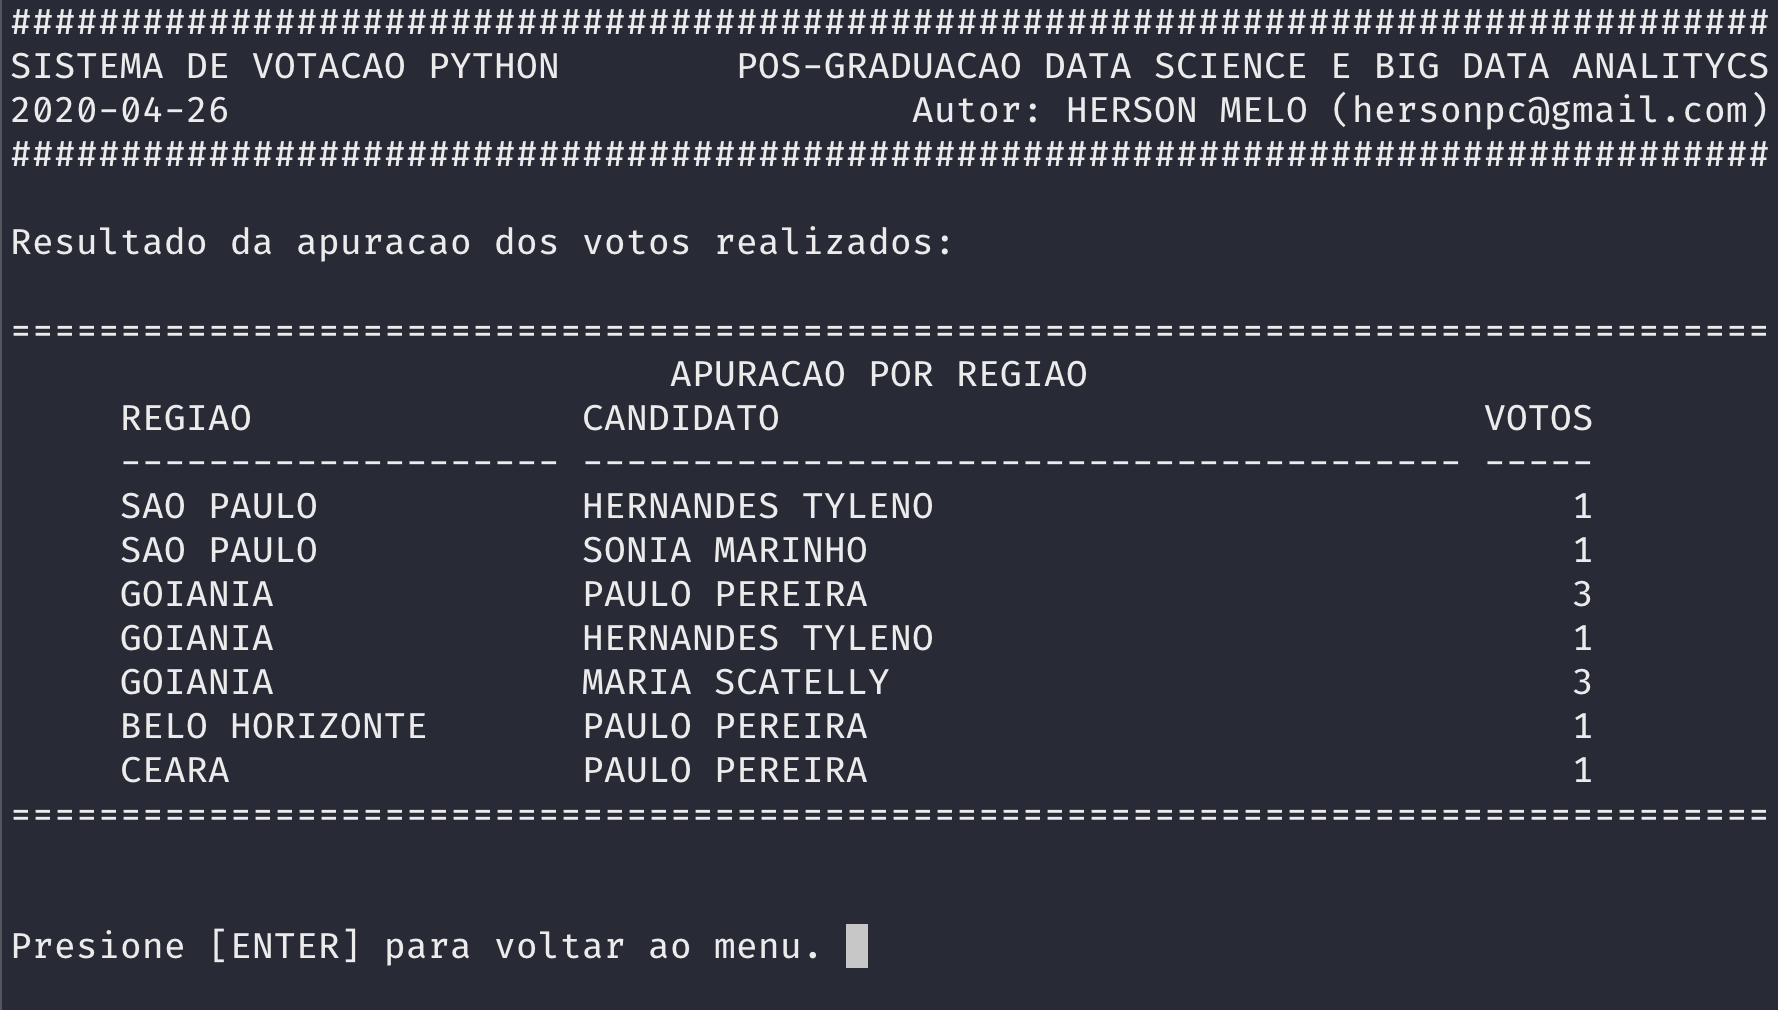 ################################################################################
SISTEMA DE VOTACAO PYTHON        POS-GRADUACAO DATA SCIENCE E BIG DATA ANALITYCS
2020-04-26                               Autor: HERSON MELO (hersonpc@gmail.com)
################################################################################
Resultado da apuracao dos votos realizados:
================================================================================
                              APURACAO POR REGIAO
     REGIAO               CANDIDATO                                VOTOS
     -------------------- ---------------------------------------- -----
     SAO PAULO            HERNANDES TYLENO                             1
     SAO PAULO            SONIA MARINHO                                1
     GOIANIA              PAULO PEREIRA                                3
     GOIANIA              HERNANDES TYLENO                             1
     GOIANIA              MARIA SCATELLY                               3
     BELO HORIZONTE       PAULO PEREIRA                                1
     CEARA                PAULO PEREIRA                                1
================================================================================
Presione [ENTER] para voltar ao menu.